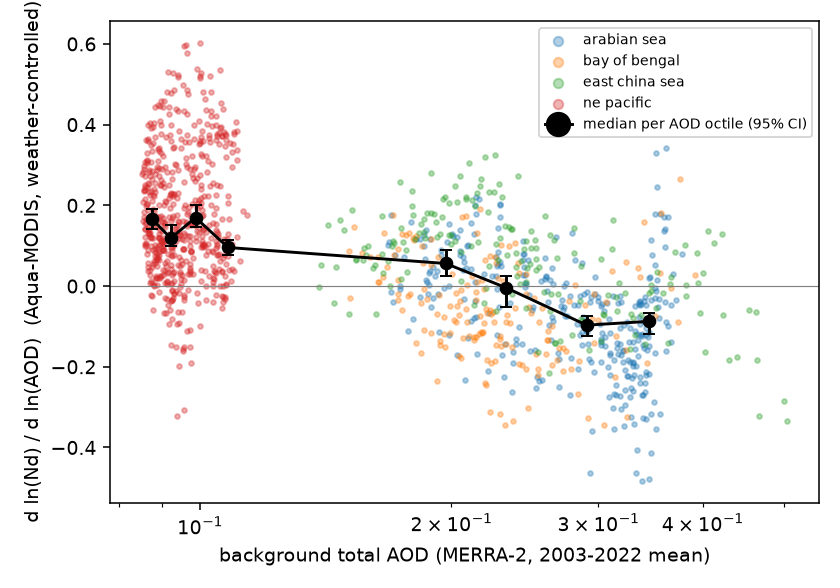 arabian sea
bay of bengal
east china sea
ne pacific
median per AOD octile (95% CI)
d ln(Nd) / d ln(AOD)   (Aqua-MODIS, weather-controlled)
0.6
0.4
0.2
0.0
−0.2
−0.4
10⁻¹
2 × 10⁻¹
3 × 10⁻¹
4 × 10⁻¹
background total AOD (MERRA-2, 2003-2022 mean)